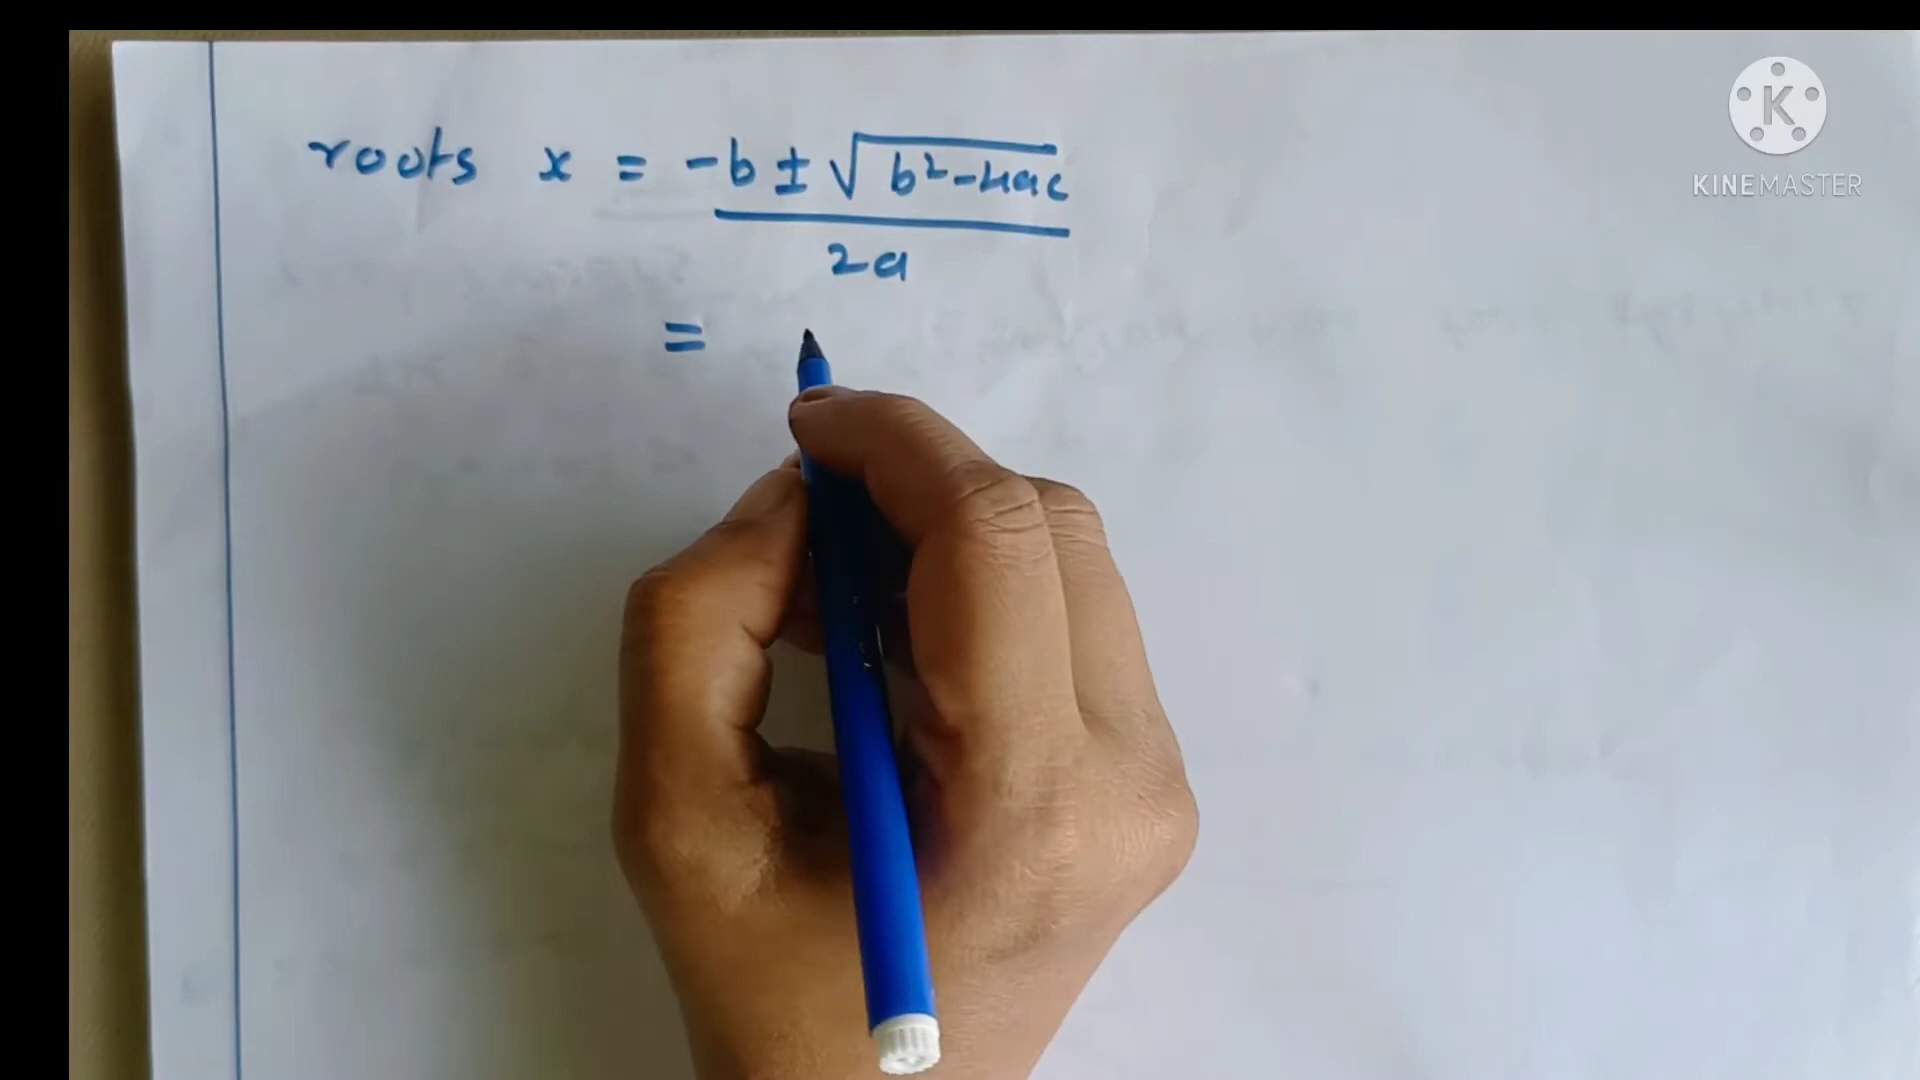 roots x = -b ± √b²-4ac
2a
=
KINEMASTER